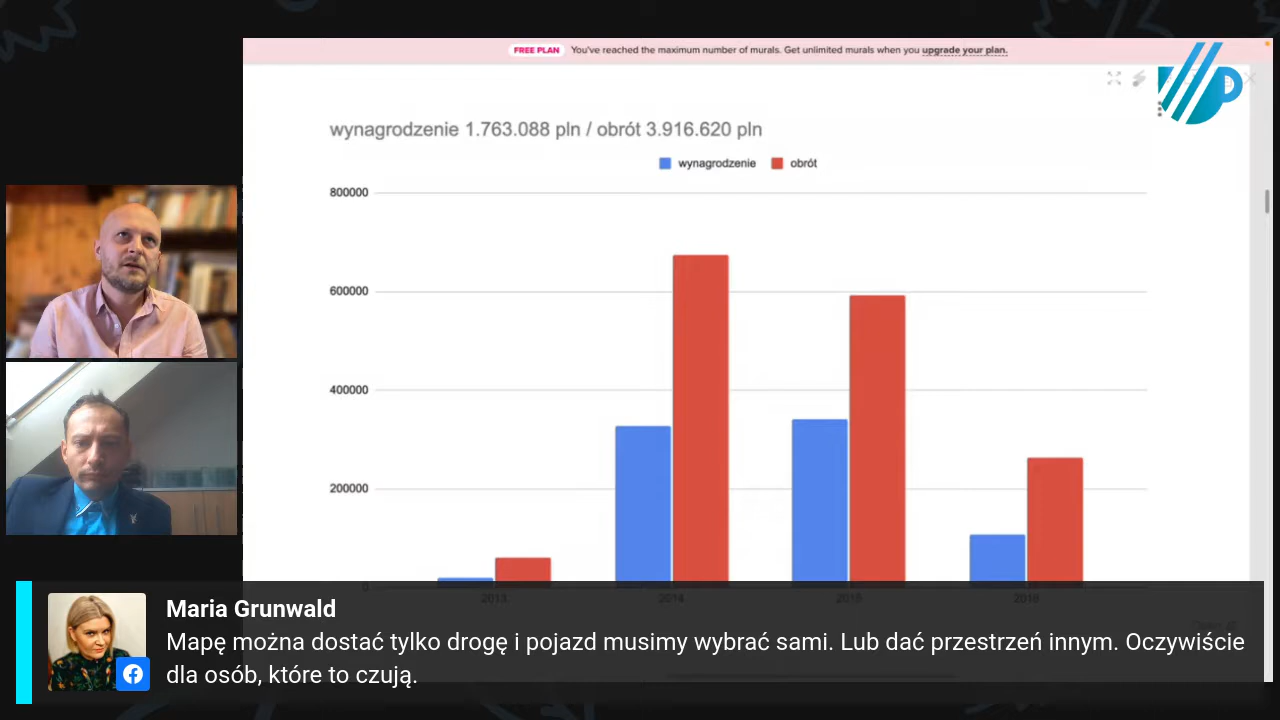 FREE PLAN You've reached the maximum number of murals. Get unlimited murals when you upgrade your plan.
wynagrodzenie 1.763.088 pln / obrót 3.916.620 pln
wynagrodzenie obrót
800000
600000
400000
200000
0
2013 2014 2015 2016
Maria Grunwald
Mapę można dostać tylko drogę i pojazd musimy wybrać sami. Lub dać przestrzeń innym. Oczywiście
dla osób, które to czują.